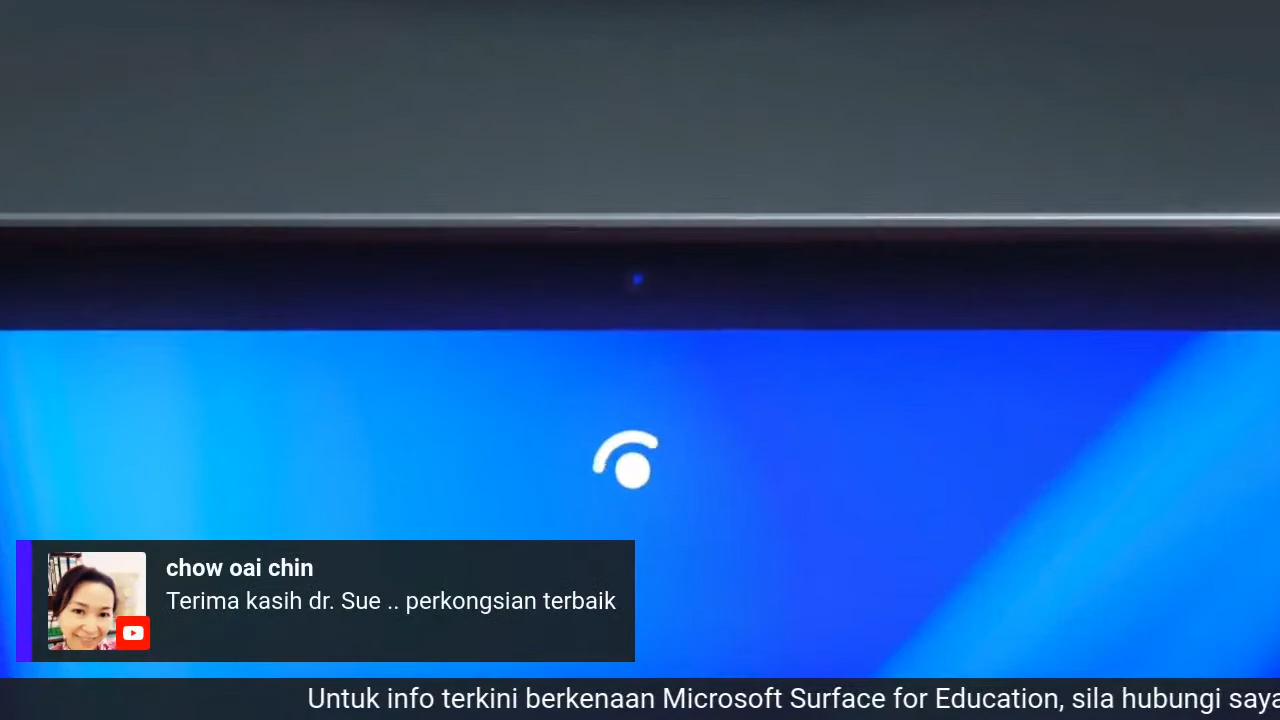 chow oai chin
Terima kasih dr. Sue .. perkongsian terbaik
Untuk info terkini berkenaan Microsoft Surface for Education, sila hubungi saya